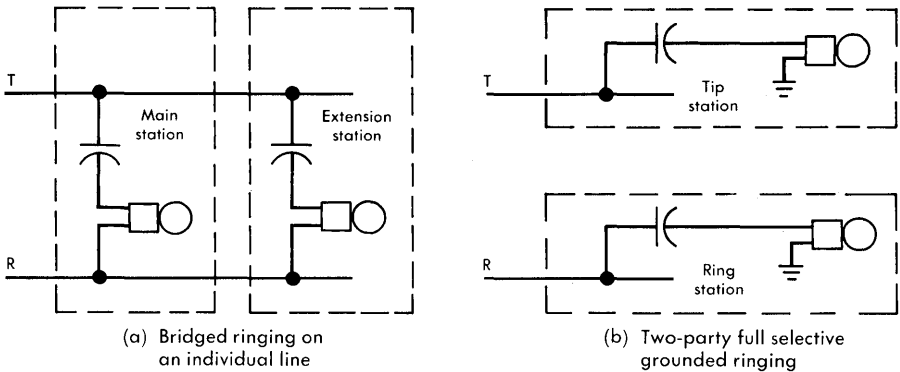 T
Main
station
Extension
station
R
(a) Bridged ringing on
an individual line
T
Tip
station
R
Ring
station
(b) Two-party full selective
grounded ringing